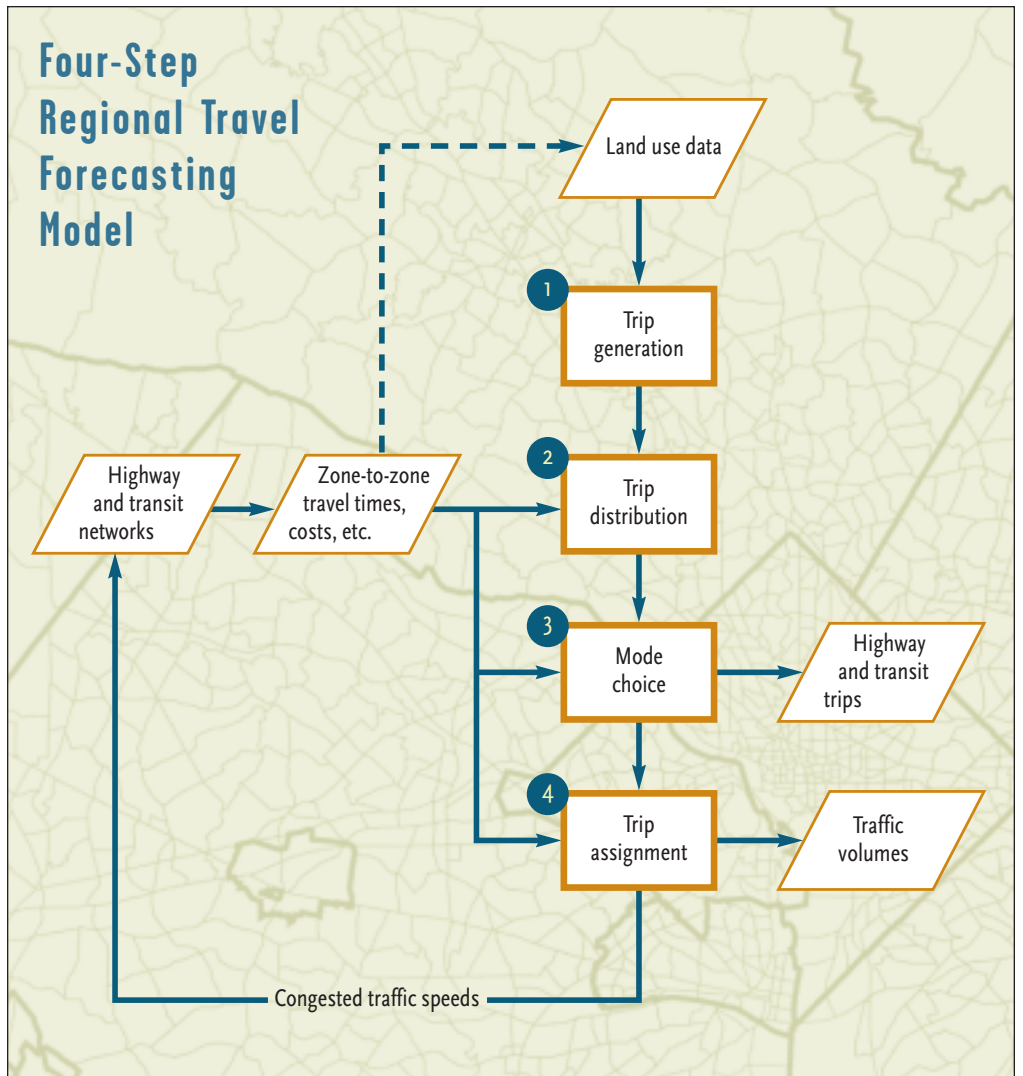 Four-Step
Regional Travel
Forecasting
Model
Land use data
1
Trip
generation
2
Trip
distribution
Highway
and transit
networks
Zone-to-zone
travel times,
costs, etc.
3
Mode
choice
Highway
and transit
trips
4
Trip
assignment
Traffic
volumes
Congested traffic speeds